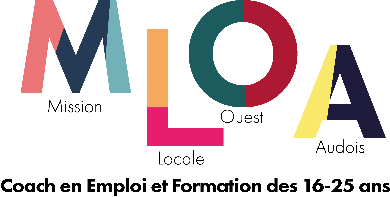 MLOA
Mission
Locale
Ouest
Audois
Coach en Emploi et Formation des 16-25 ans